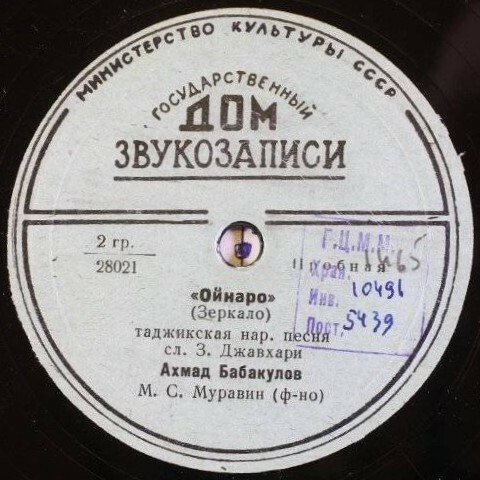 МИНИСТЕРСТВО КУЛЬТУРЫ СССР
ГОСУДАРСТВЕННЫЙ
ДОМ
ЗВУКОЗАПИСИ
2 гр.
28021
Пробная
«Ойнаро»
(Зеркало)
таджикская нар. песня
сл. З. Джавхари
Ахмад Бабакулов
М. С. Муравин (ф-но)
Г.Ц.М.М.
Хран.
Инв. 10491
Пост. 5439